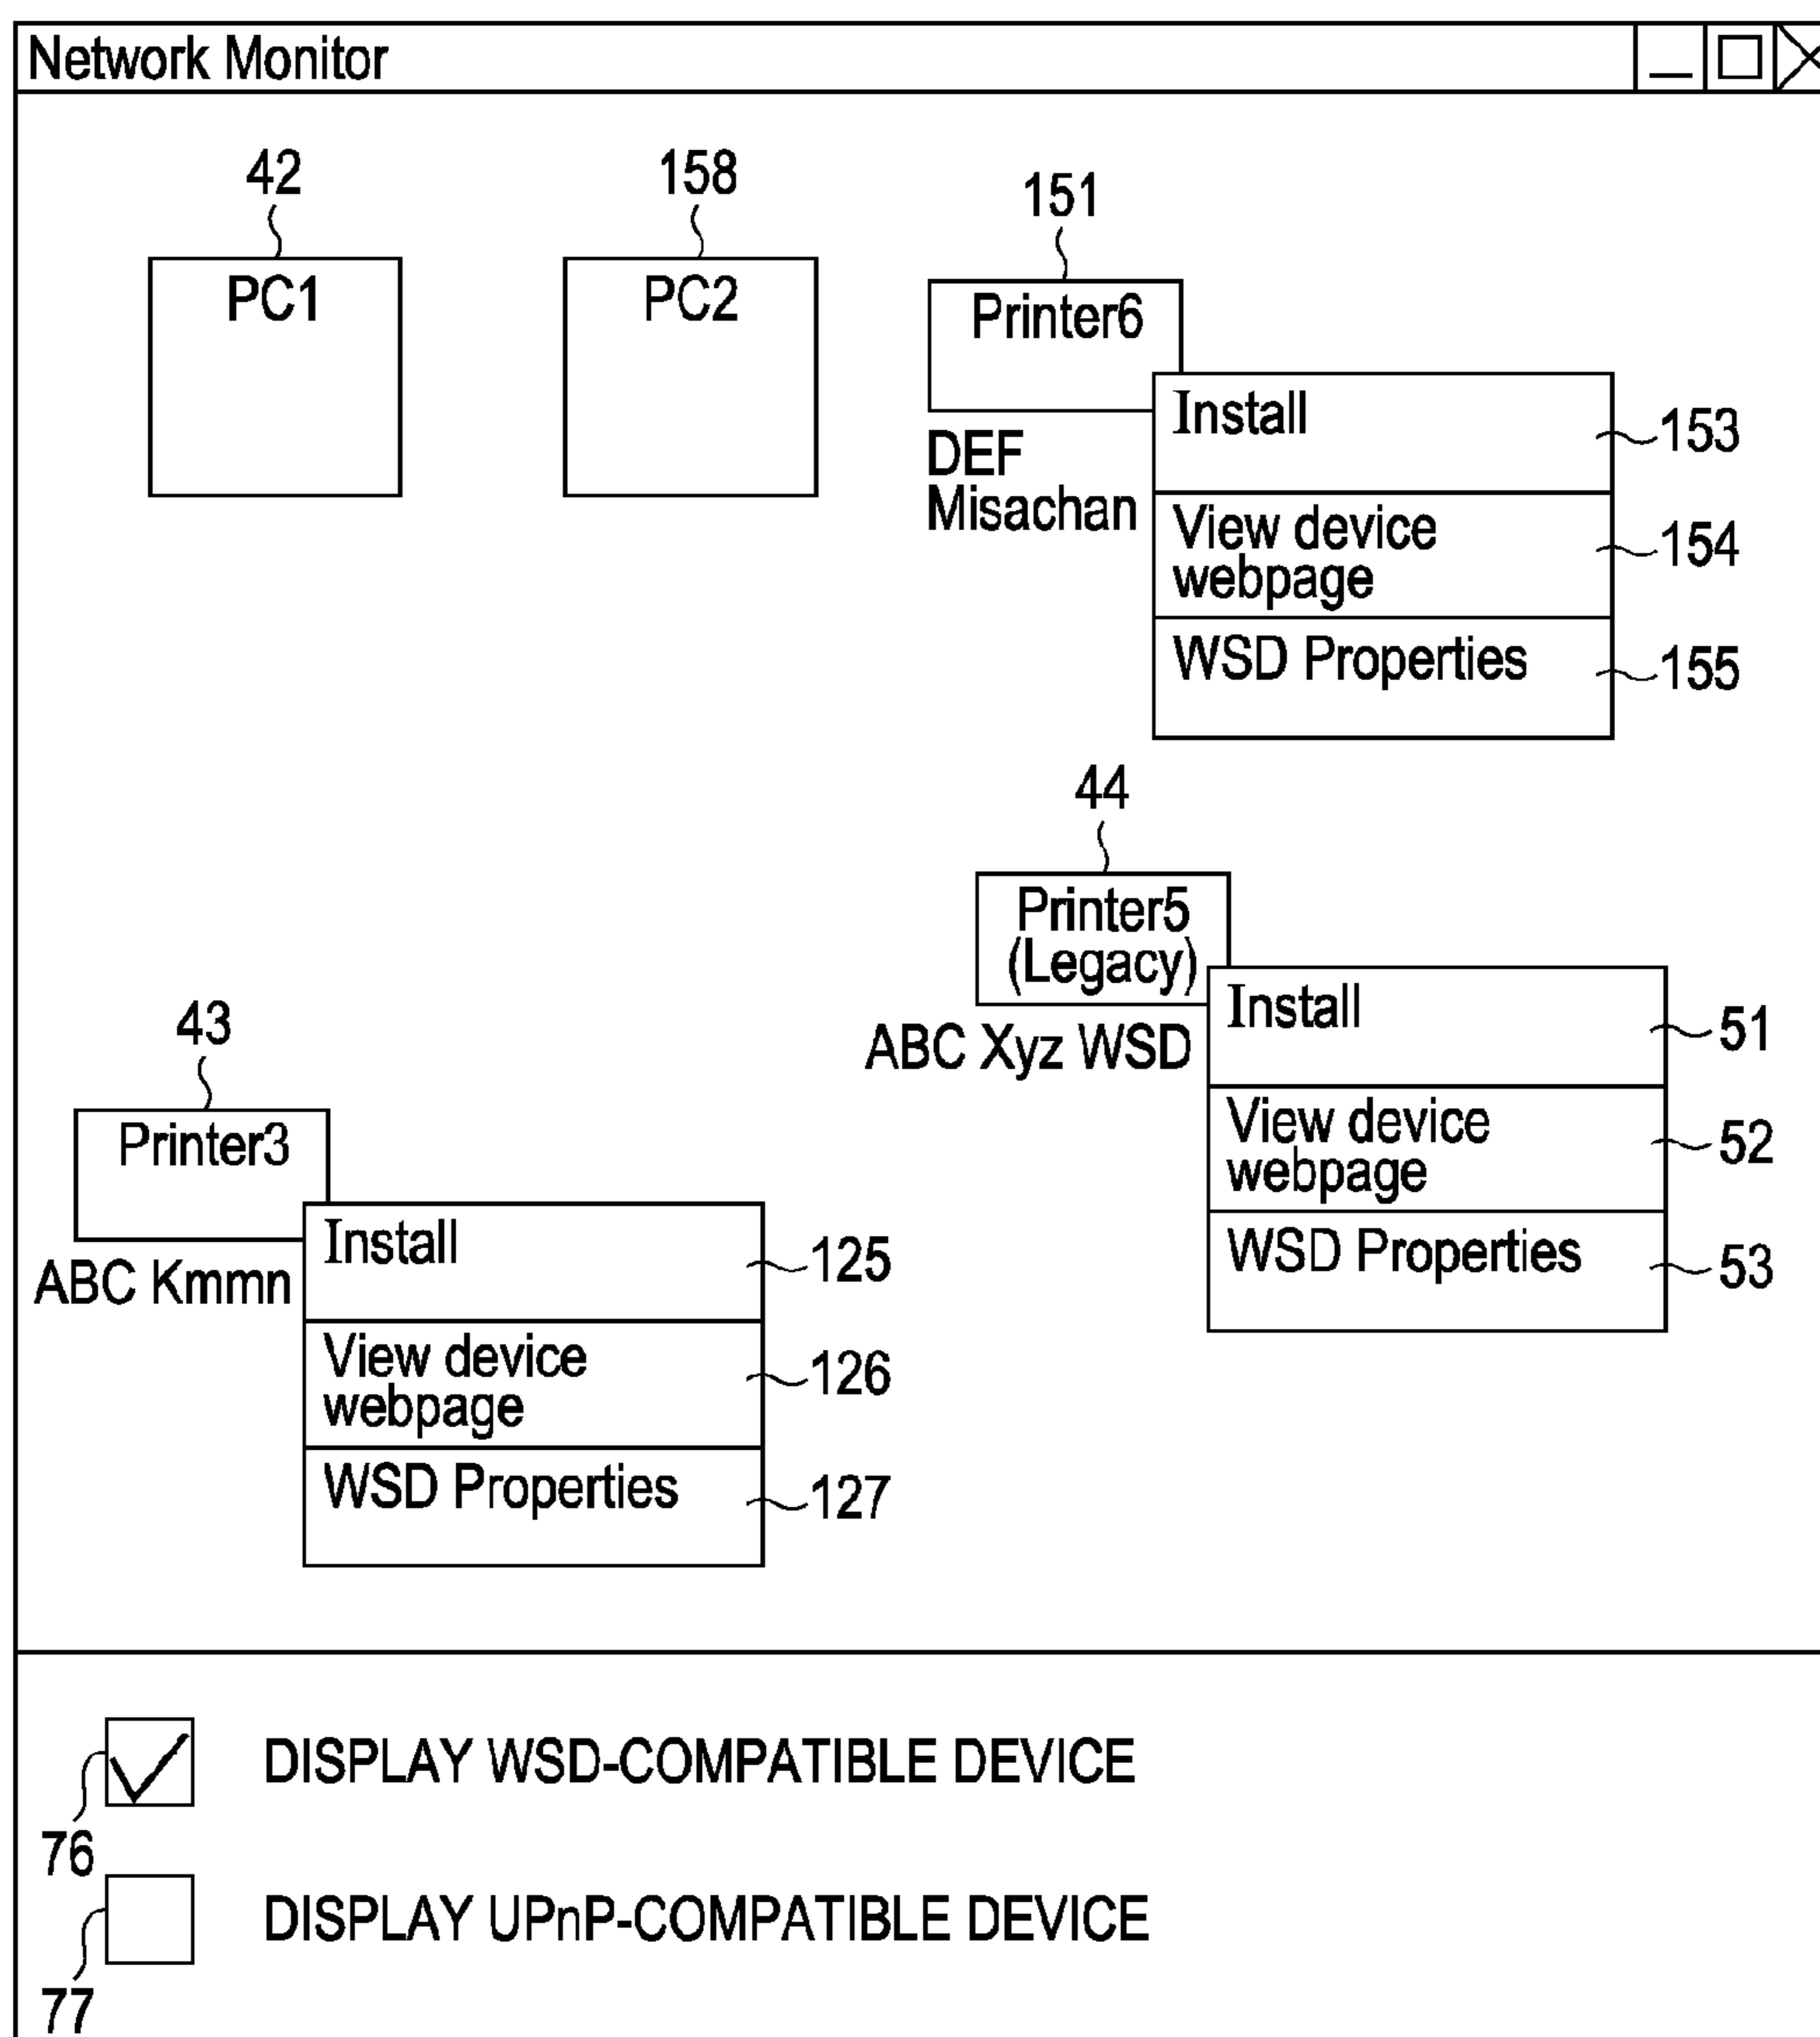 Network Monitor
42
158
151
PC1
PC2
Printer6
Install
153
DEF
Misachan
View device
webpage
154
WSD Properties
155
44
Printer5
(Legacy)
Install
51
ABC Xyz WSD
View device
webpage
52
WSD Properties
53
43
Printer3
Install
125
ABC Kmmn
View device
webpage
126
WSD Properties
127
DISPLAY WSD-COMPATIBLE DEVICE
76
DISPLAY UPnP-COMPATIBLE DEVICE
77